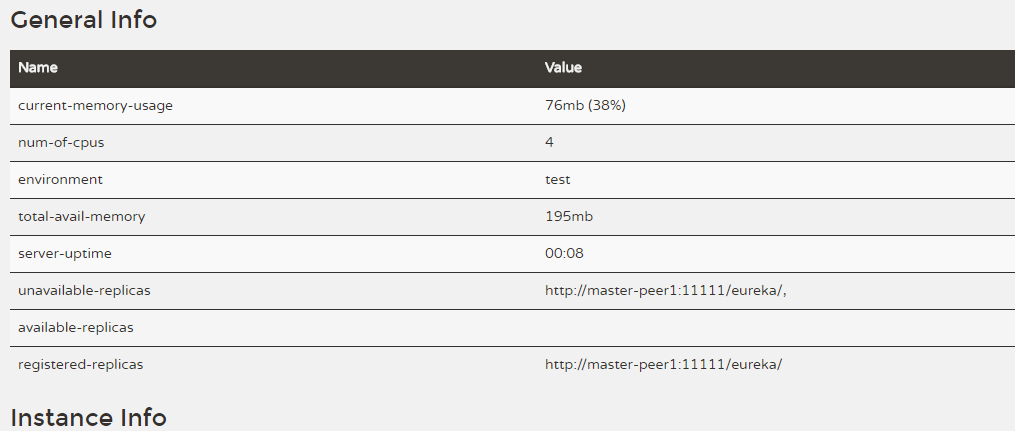 General Info
Name Value
current-memory-usage 76mb (38%)
num-of-cpus 4
environment test
total-avail-memory 195mb
server-uptime 00:08
unavailable-replicas http://master-peer1:11111/eureka/,
available-replicas
registered-replicas http://master-peer1:11111/eureka/
Instance Info